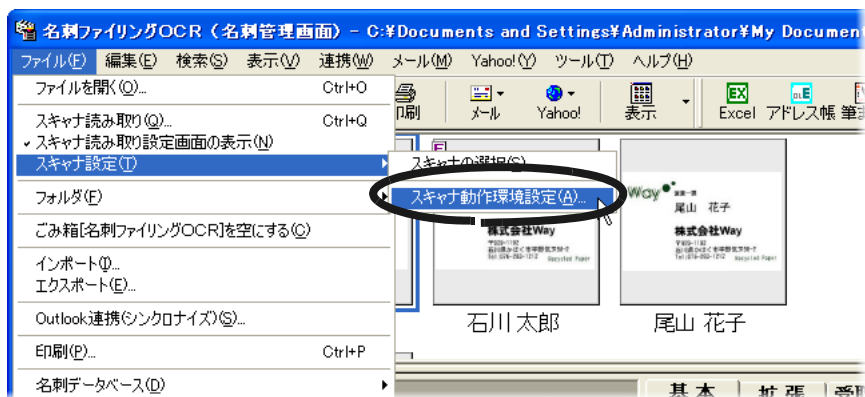 名刺ファイリングOCR（名刺管理画面）- C:¥Documents and Settings¥Administrator¥My Documen
ファイル(F) 編集(E) 検索(S) 表示(V) 連携(W) メール(M) Yahoo!(Y) ツール(T) ヘルプ(H)
ファイルを開く(O)... Ctrl+O
印刷 メール Yahoo! 表示 Excel アドレス帳
スキャナ読み取り(Q)... Ctrl+Q
スキャナ読み取り設定画面の表示(N)
スキャナ設定(T)
スキャナの選択(S)...
スキャナ動作環境設定(A)...
フォルダ(F)
ごみ箱[名刺ファイリングOCR]を空にする(C)
インポート(I)...
エクスポート(E)...
Outlook連携(シンクロナイズ)(S)...
印刷(P)... Ctrl+P
名刺データベース(D)
株式会社Way
Recycled Paper
石川 太郎
Way
尾山 花子
株式会社Way
Recycled Paper
尾山 花子
基本 拡張